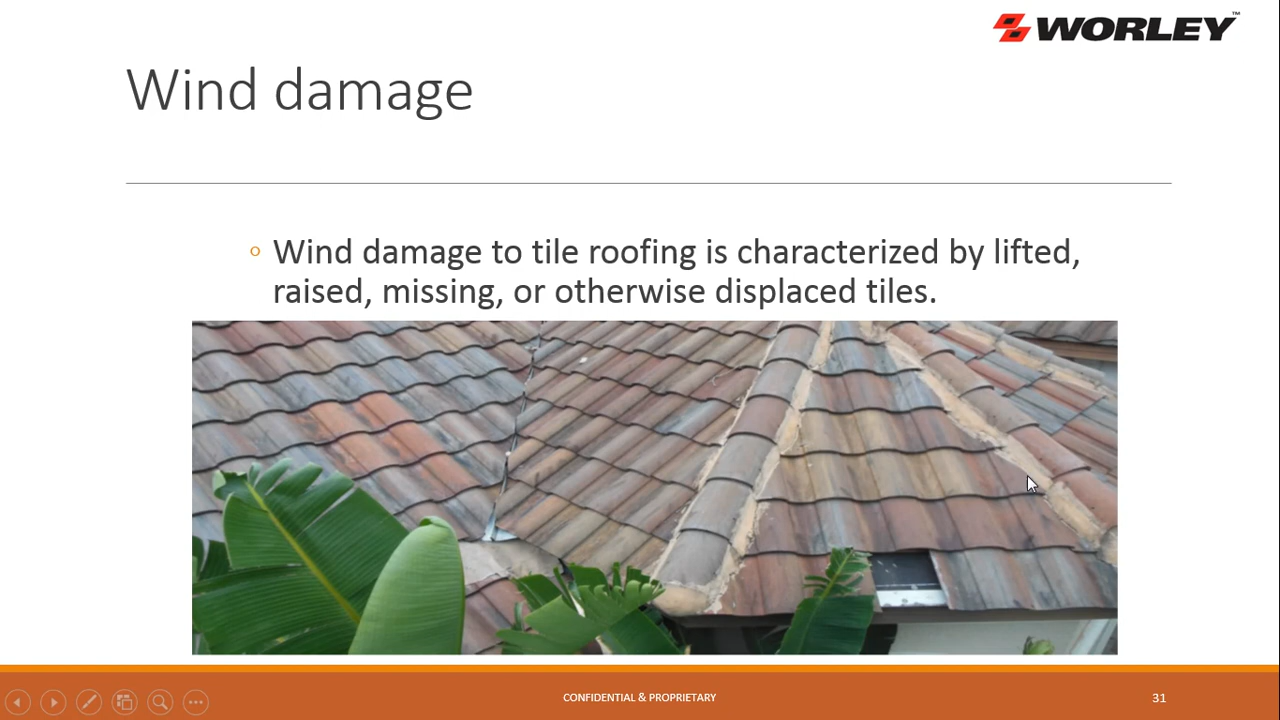 WORLEY™
Wind damage
Wind damage to tile roofing is characterized by lifted,
raised, missing, or otherwise displaced tiles.
CONFIDENTIAL & PROPRIETARY
31